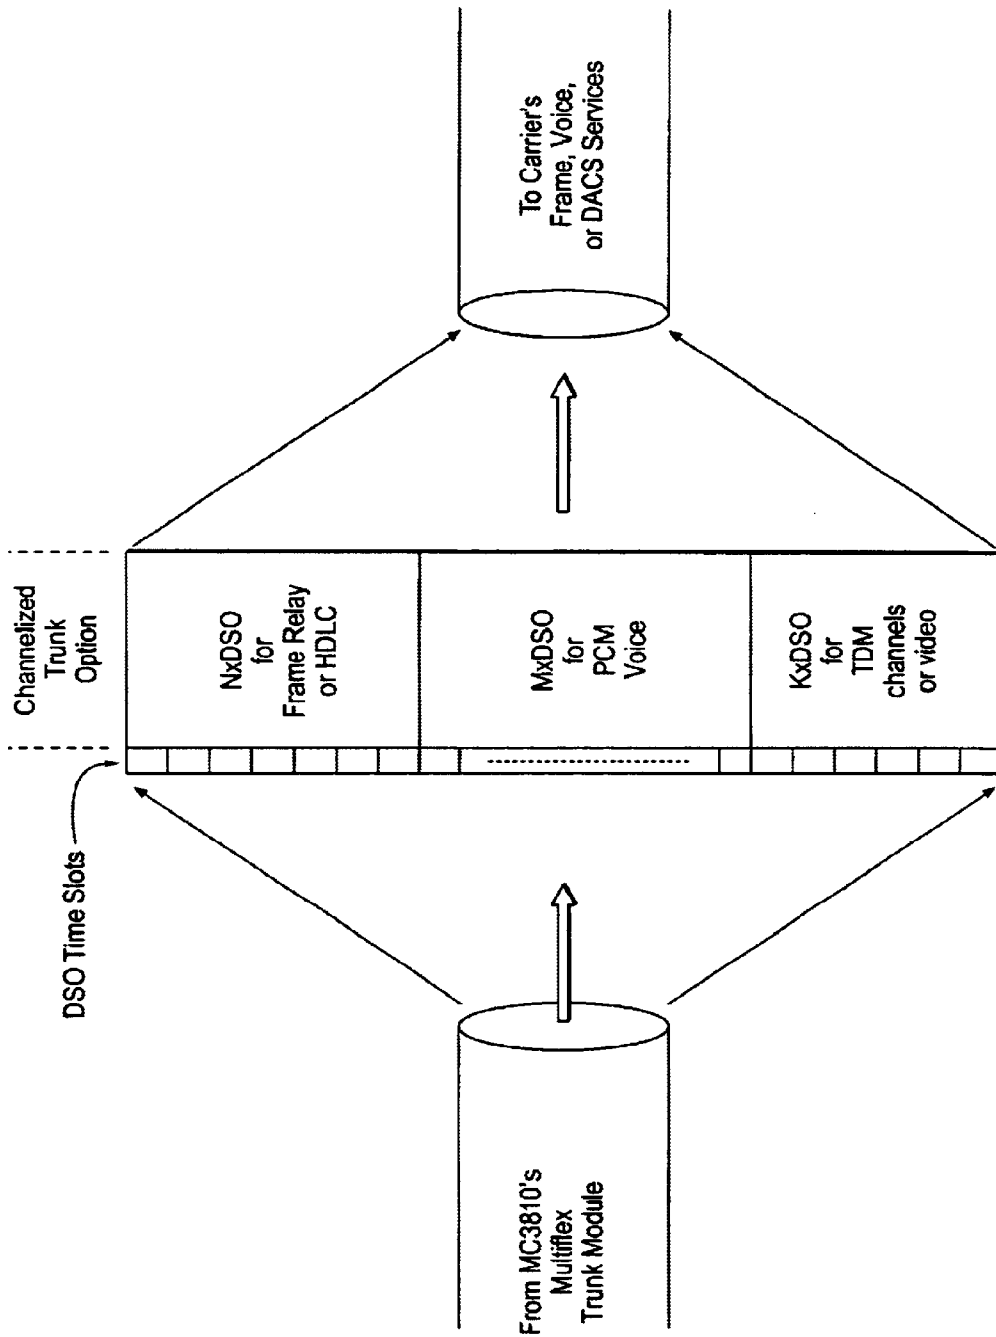 Channelized
Trunk
Option
DSO Time Slots
NxDSO
for
Frame Relay
or HDLC
MxDSO
for
PCM
Voice
KxDSO
for
TDM
channels
or video
From MC3810's
Multiflex
Trunk Module
To Carrier's
Frame, Voice,
or DACS Services